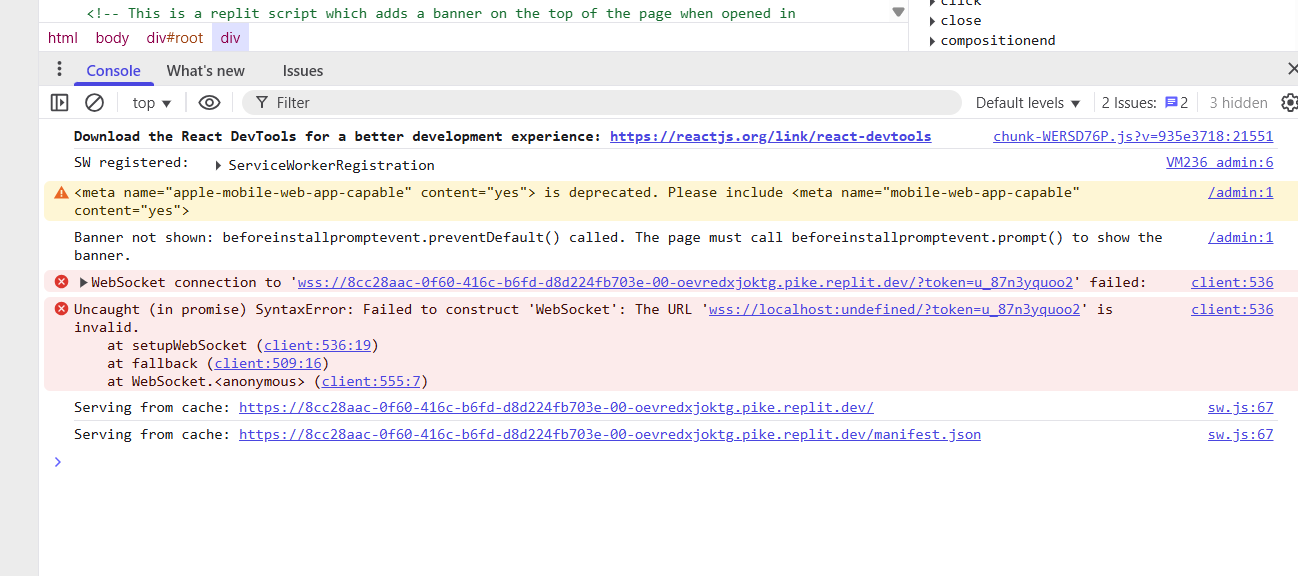 <!-- This is a replit script which adds a banner on the top of the page when opened in
click
close
compositionend
html body div#root div
Console What's new Issues
top Filter Default levels 2 Issues: 2 3 hidden
Download the React DevTools for a better development experience: https://reactjs.org/link/react-devtools chunk-WERSD76P.js?v=935e3718:21551
SW registered: ServiceWorkerRegistration VM236 admin:6
<meta name="apple-mobile-web-app-capable" content="yes"> is deprecated. Please include <meta name="mobile-web-app-capable" /admin:1
content="yes">
Banner not shown: beforeinstallpromptevent.preventDefault() called. The page must call beforeinstallpromptevent.prompt() to show the /admin:1
banner.
WebSocket connection to 'wss://8cc28aac-0f60-416c-b6fd-d8d224fb703e-00-oevredxjoktg.pike.replit.dev/?token=u_87n3yquoo2' failed: client:536
Uncaught (in promise) SyntaxError: Failed to construct 'WebSocket': The URL 'wss://localhost:undefined/?token=u_87n3yquoo2' is client:536
invalid.
at setupWebSocket (client:536:19)
at fallback (client:509:16)
at WebSocket.<anonymous> (client:555:7)
Serving from cache: https://8cc28aac-0f60-416c-b6fd-d8d224fb703e-00-oevredxjoktg.pike.replit.dev/ sw.js:67
Serving from cache: https://8cc28aac-0f60-416c-b6fd-d8d224fb703e-00-oevredxjoktg.pike.replit.dev/manifest.json sw.js:67